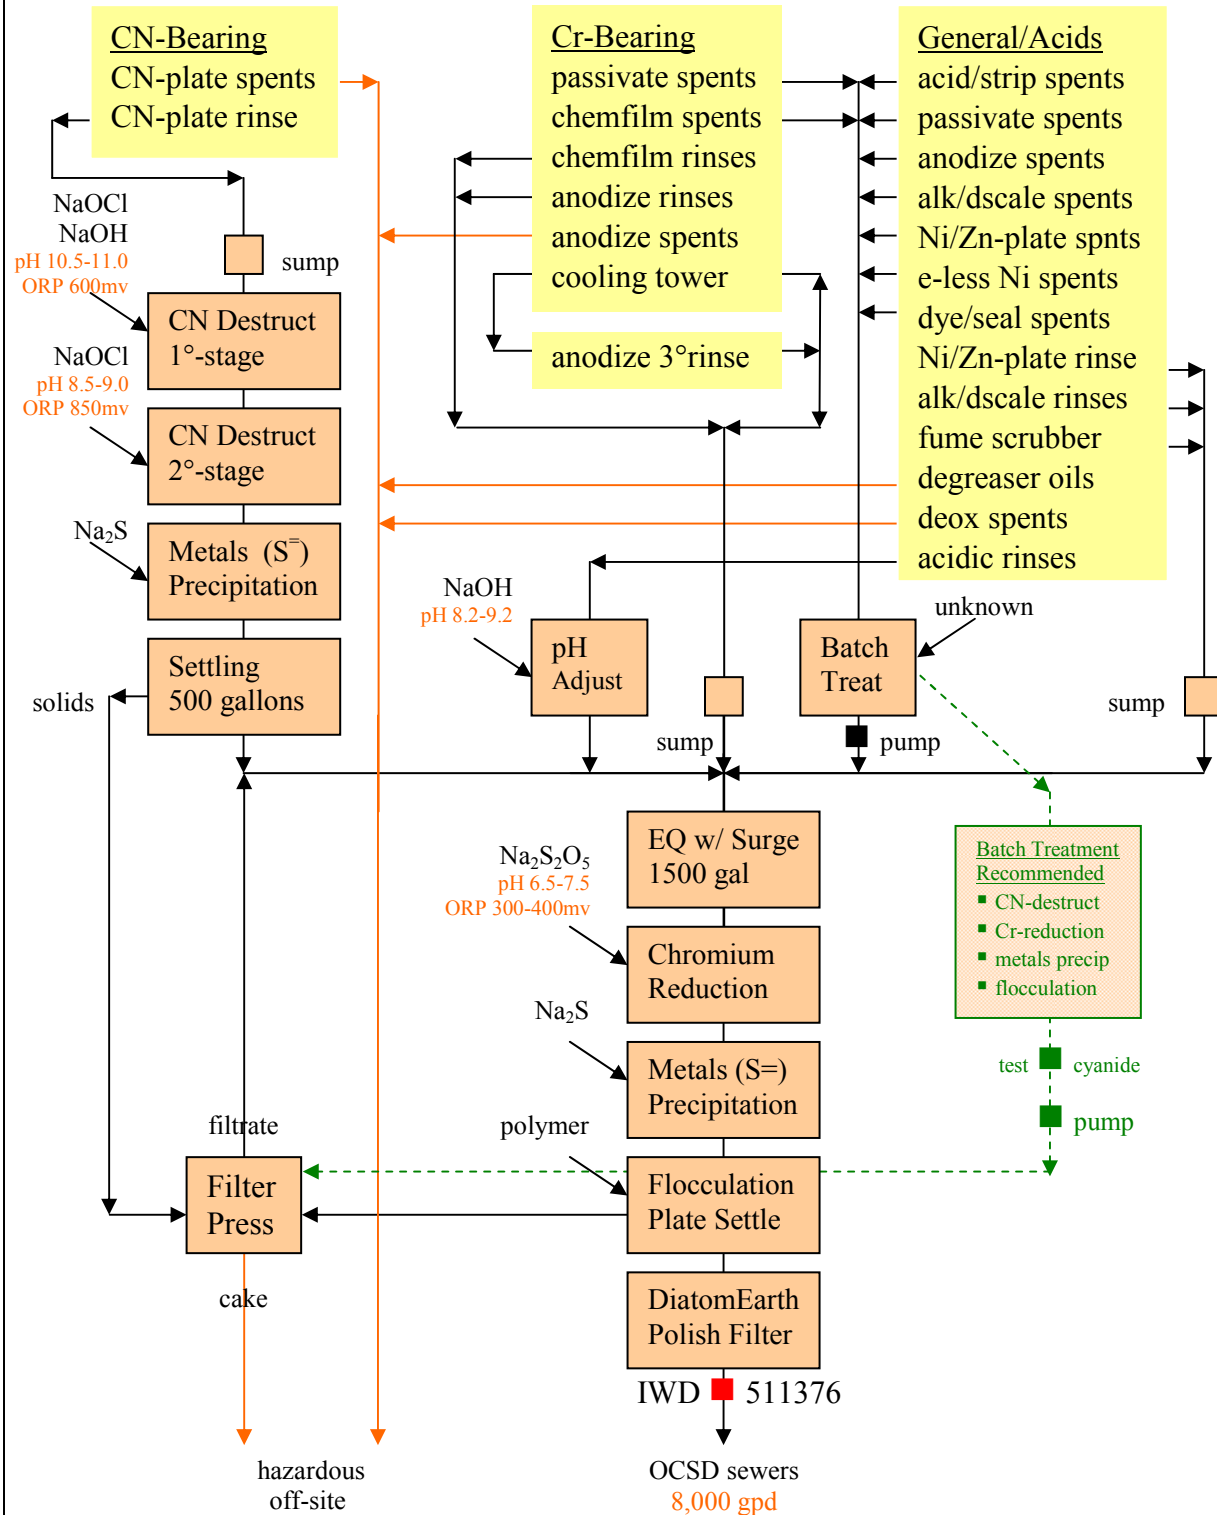 CN-Bearing
CN-plate spents
CN-plate rinse
Cr-Bearing
passivate spents
chemfilm spents
chemfilm rinses
anodize rinses
anodize spents
cooling tower
anodize 3°rinse
General/Acids
acid/strip spents
passivate spents
anodize spents
alk/dscale spents
Ni/Zn-plate spnts
e-less Ni spents
dye/seal spents
Ni/Zn-plate rinse
alk/dscale rinses
fume scrubber
degreaser oils
deox spents
acidic rinses
NaOCl
NaOH
pH 10.5-11.0
ORP 600mv
sump
CN Destruct
1°-stage
NaOCl
pH 8.5-9.0
ORP 850mv
CN Destruct
2°-stage
Na₂S
Metals (S⁼)
Precipitation
Settling
500 gallons
solids
NaOH
pH 8.2-9.2
pH
Adjust
sump
unknown
Batch
Treat
pump
sump
EQ w/ Surge
1500 gal
Na₂S₂O₅
pH 6.5-7.5
ORP 300-400mv
Chromium
Reduction
Na₂S
Metals (S=)
Precipitation
polymer
Flocculation
Plate Settle
DiatomEarth
Polish Filter
IWD 511376
OCSD sewers
8,000 gpd
Batch Treatment
Recommended
▪ CN-destruct
▪ Cr-reduction
▪ metals precip
▪ flocculation
test cyanide
pump
filtrate
Filter
Press
cake
hazardous
off-site